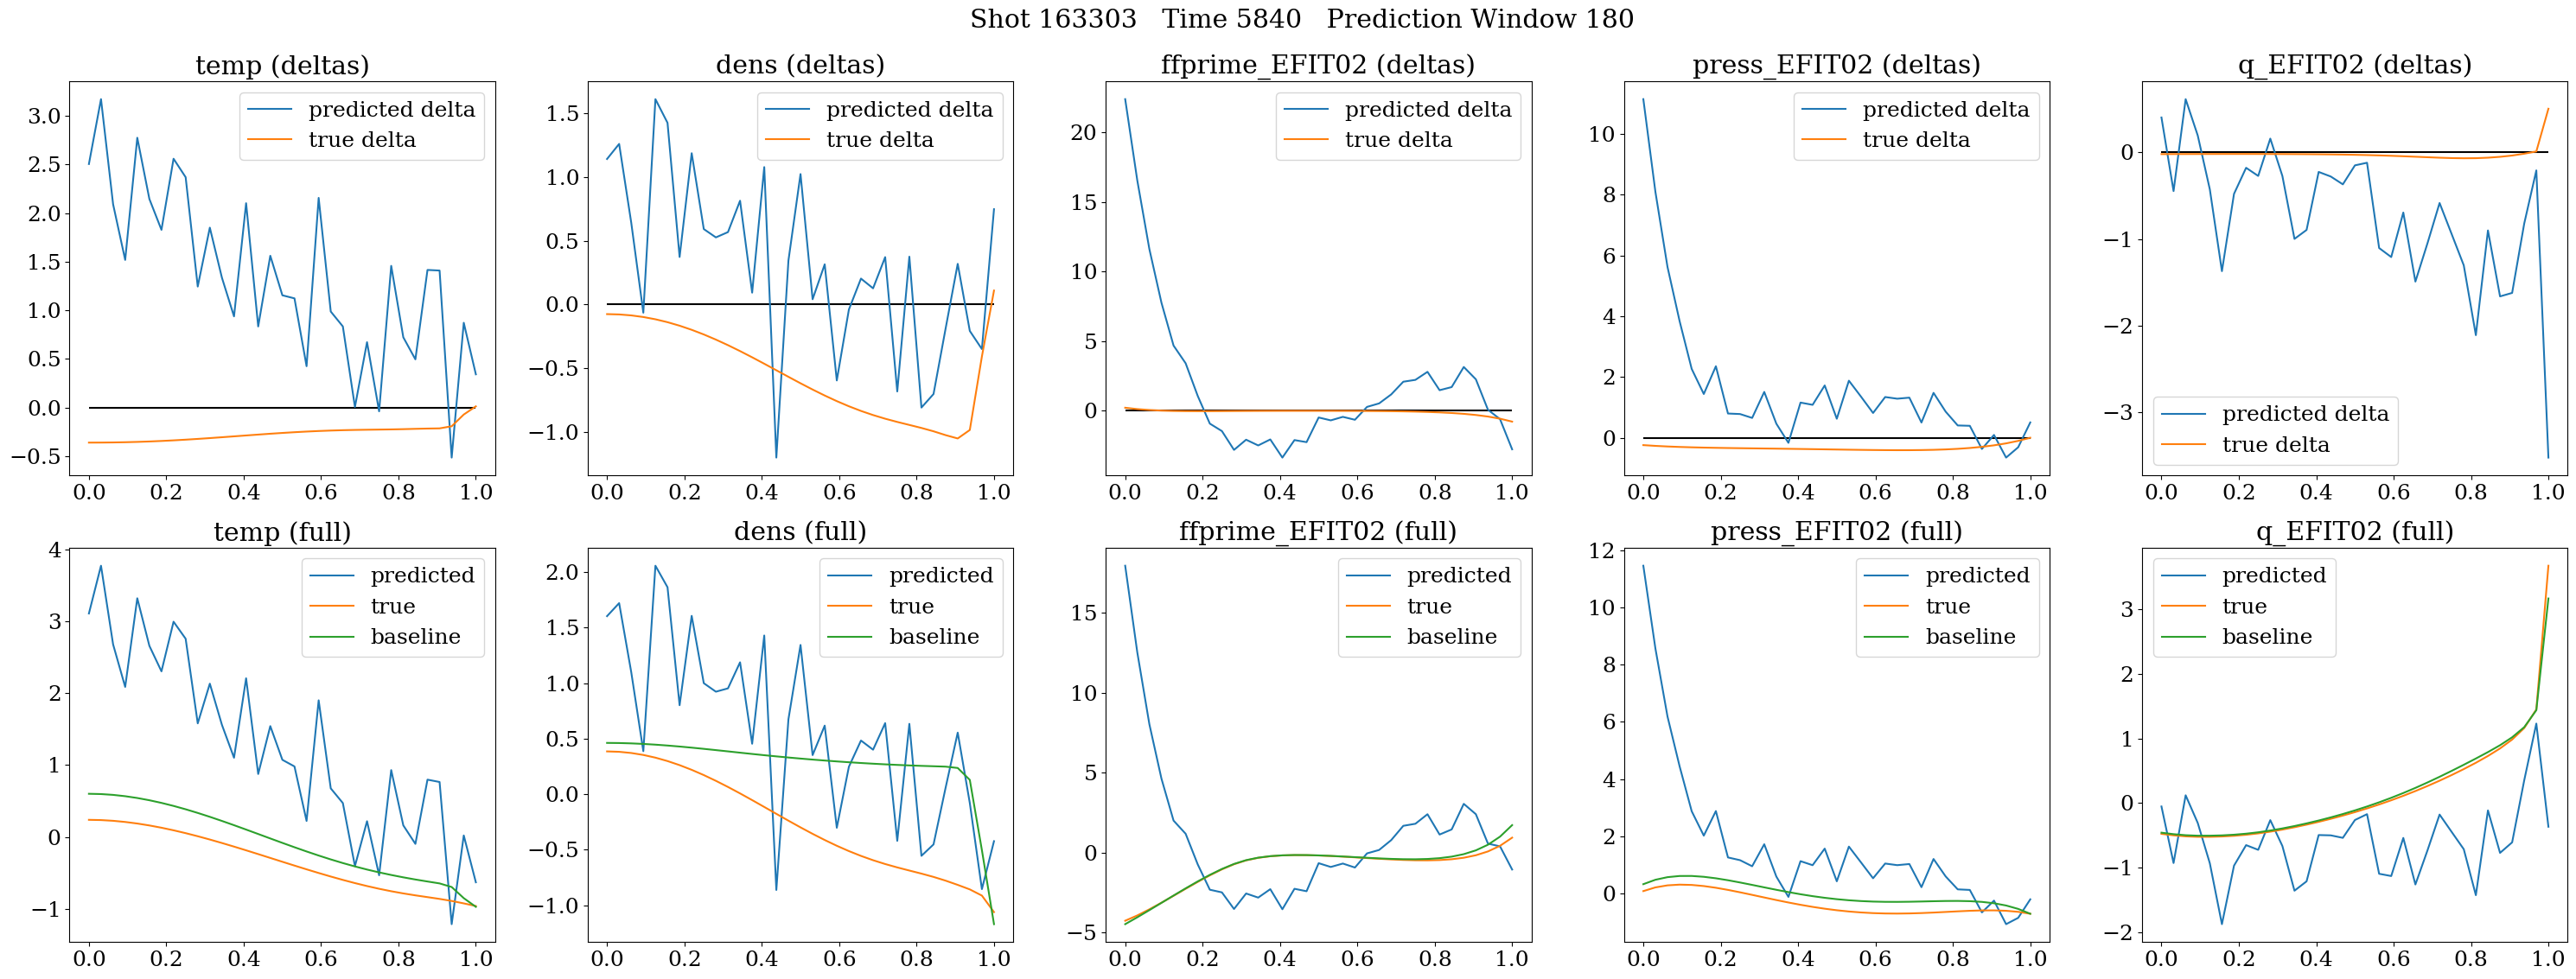 Shot 163303   Time 5840   Prediction Window 180
temp (deltas)
predicted delta
true delta
3.0
2.5
2.0
1.5
1.0
0.5
0.0
−0.5
0.0 0.2 0.4 0.6 0.8 1.0
dens (deltas)
predicted delta
true delta
1.5
1.0
0.5
0.0
−0.5
−1.0
0.0 0.2 0.4 0.6 0.8 1.0
ffprime_EFIT02 (deltas)
predicted delta
true delta
20
15
10
5
0
0.0 0.2 0.4 0.6 0.8 1.0
press_EFIT02 (deltas)
predicted delta
true delta
10
8
6
4
2
0
0.0 0.2 0.4 0.6 0.8 1.0
q_EFIT02 (deltas)
0
−1
−2
−3
predicted delta
true delta
0.0 0.2 0.4 0.6 0.8 1.0
temp (full)
predicted
true
baseline
4
3
2
1
0
−1
0.0 0.2 0.4 0.6 0.8 1.0
dens (full)
predicted
true
baseline
2.0
1.5
1.0
0.5
0.0
−0.5
−1.0
0.0 0.2 0.4 0.6 0.8 1.0
ffprime_EFIT02 (full)
predicted
true
baseline
15
10
5
0
−5
0.0 0.2 0.4 0.6 0.8 1.0
press_EFIT02 (full)
predicted
true
baseline
12
10
8
6
4
2
0
0.0 0.2 0.4 0.6 0.8 1.0
q_EFIT02 (full)
predicted
true
baseline
3
2
1
0
−1
−2
0.0 0.2 0.4 0.6 0.8 1.0